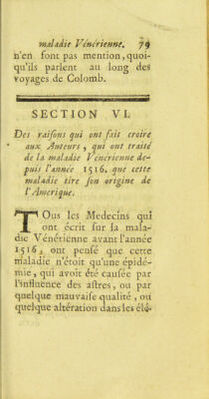 maladie Vénérienne. 79
n'en font pas mention, quoi-
qu'ils parlent au long des
voyages de Colomb.
SECTION VI.
Des raiſons qui ont fait croire
aux Auteurs, qui ont traité
de la maladie Vénérienne de-
puis l'année 1516. que cette
maladie tire ſon origine de
l'Amerique.
TOus les Medecins qui
ont écrit ſur la mala-
die Vénérienne avant l'année
1516, ont penſé que cette
maladie n'étoit qu'une épidé-
mie, qui avoit été cauſée par
l'influence des aſtres, ou par
quelque mauvaiſe qualité, ou
quelque altération dans les élé-